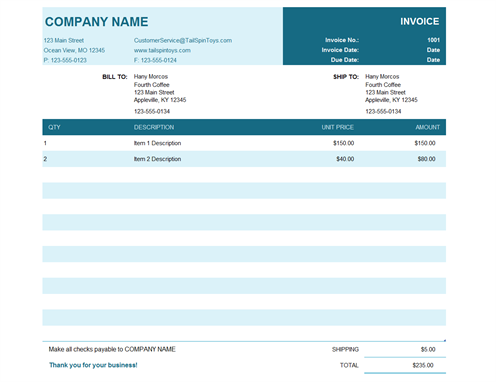 COMPANY NAME
INVOICE
123 Main Street CustomerService@TailSpinToys.com Invoice No.: 1001
Ocean View, MO 12345 www.tailspintoys.com Invoice Date: Date
P: 123-555-0123 F: 123-555-0124 Due Date: Date
BILL TO: Hany Morcos SHIP TO: Hany Morcos
Fourth Coffee Fourth Coffee
123 Main Street 123 Main Street
Appleville, KY 12345 Appleville, KY 12345
123-555-0134 123-555-0134
QTY DESCRIPTION UNIT PRICE AMOUNT
1 Item 1 Description $150.00 $150.00
2 Item 2 Description $40.00 $80.00
Make all checks payable to COMPANY NAME SHIPPING $5.00
Thank you for your business! TOTAL $235.00